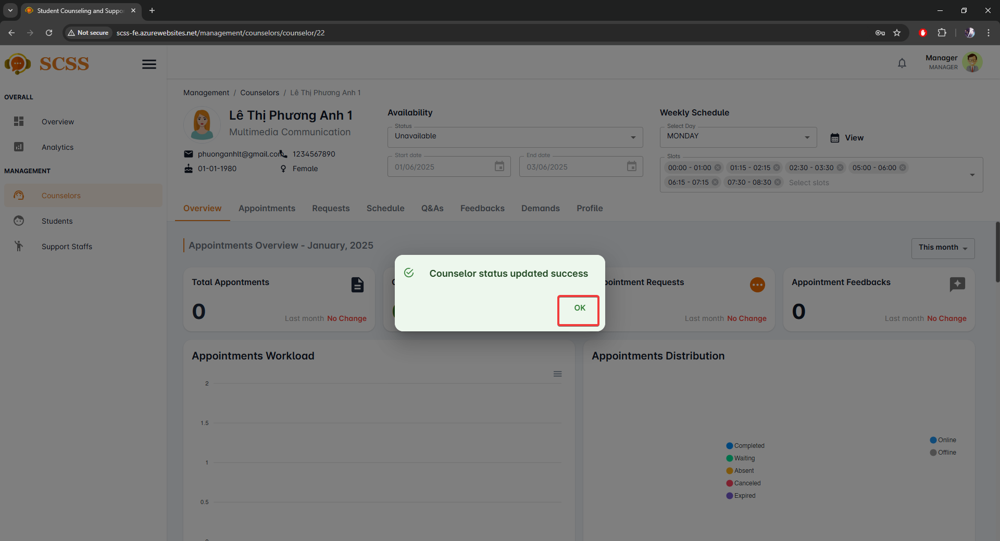 Student Counseling and Suppo
Not secure
scss-fe.azurewebsites.net/management/counselors/counselor/22
SCSS
Manager
MANAGER
OVERALL
Overview
Analytics
MANAGEMENT
Counselors
Students
Support Staffs
Management / Counselors / Lê Thị Phương Anh 1
Lê Thị Phương Anh 1
Multimedia Communication
phuonganhlt@gmail.com
1234567890
01-01-1980
Female
Availability
Status
Unavailable
Start date
01/06/2025
End date
03/06/2025
Weekly Schedule
Select Day
MONDAY
View
Slots
00:00 - 01:00 01:15 - 02:15 02:30 - 03:30 05:00 - 06:00
06:15 - 07:15 07:30 - 08:30 Select slots
Overview Appointments Requests Schedule Q&As Feedbacks Demands Profile
Appointments Overview - January, 2025
This month
Total Appontments
0
Last month No Change
Counselor status updated success
OK
pointment Requests
Last month No Change
Appointment Feedbacks
0
Last month No Change
Appointments Workload
2
1.5
1
0.5
Appointments Distribution
Completed
Waiting
Absent
Canceled
Expired
Online
Offline